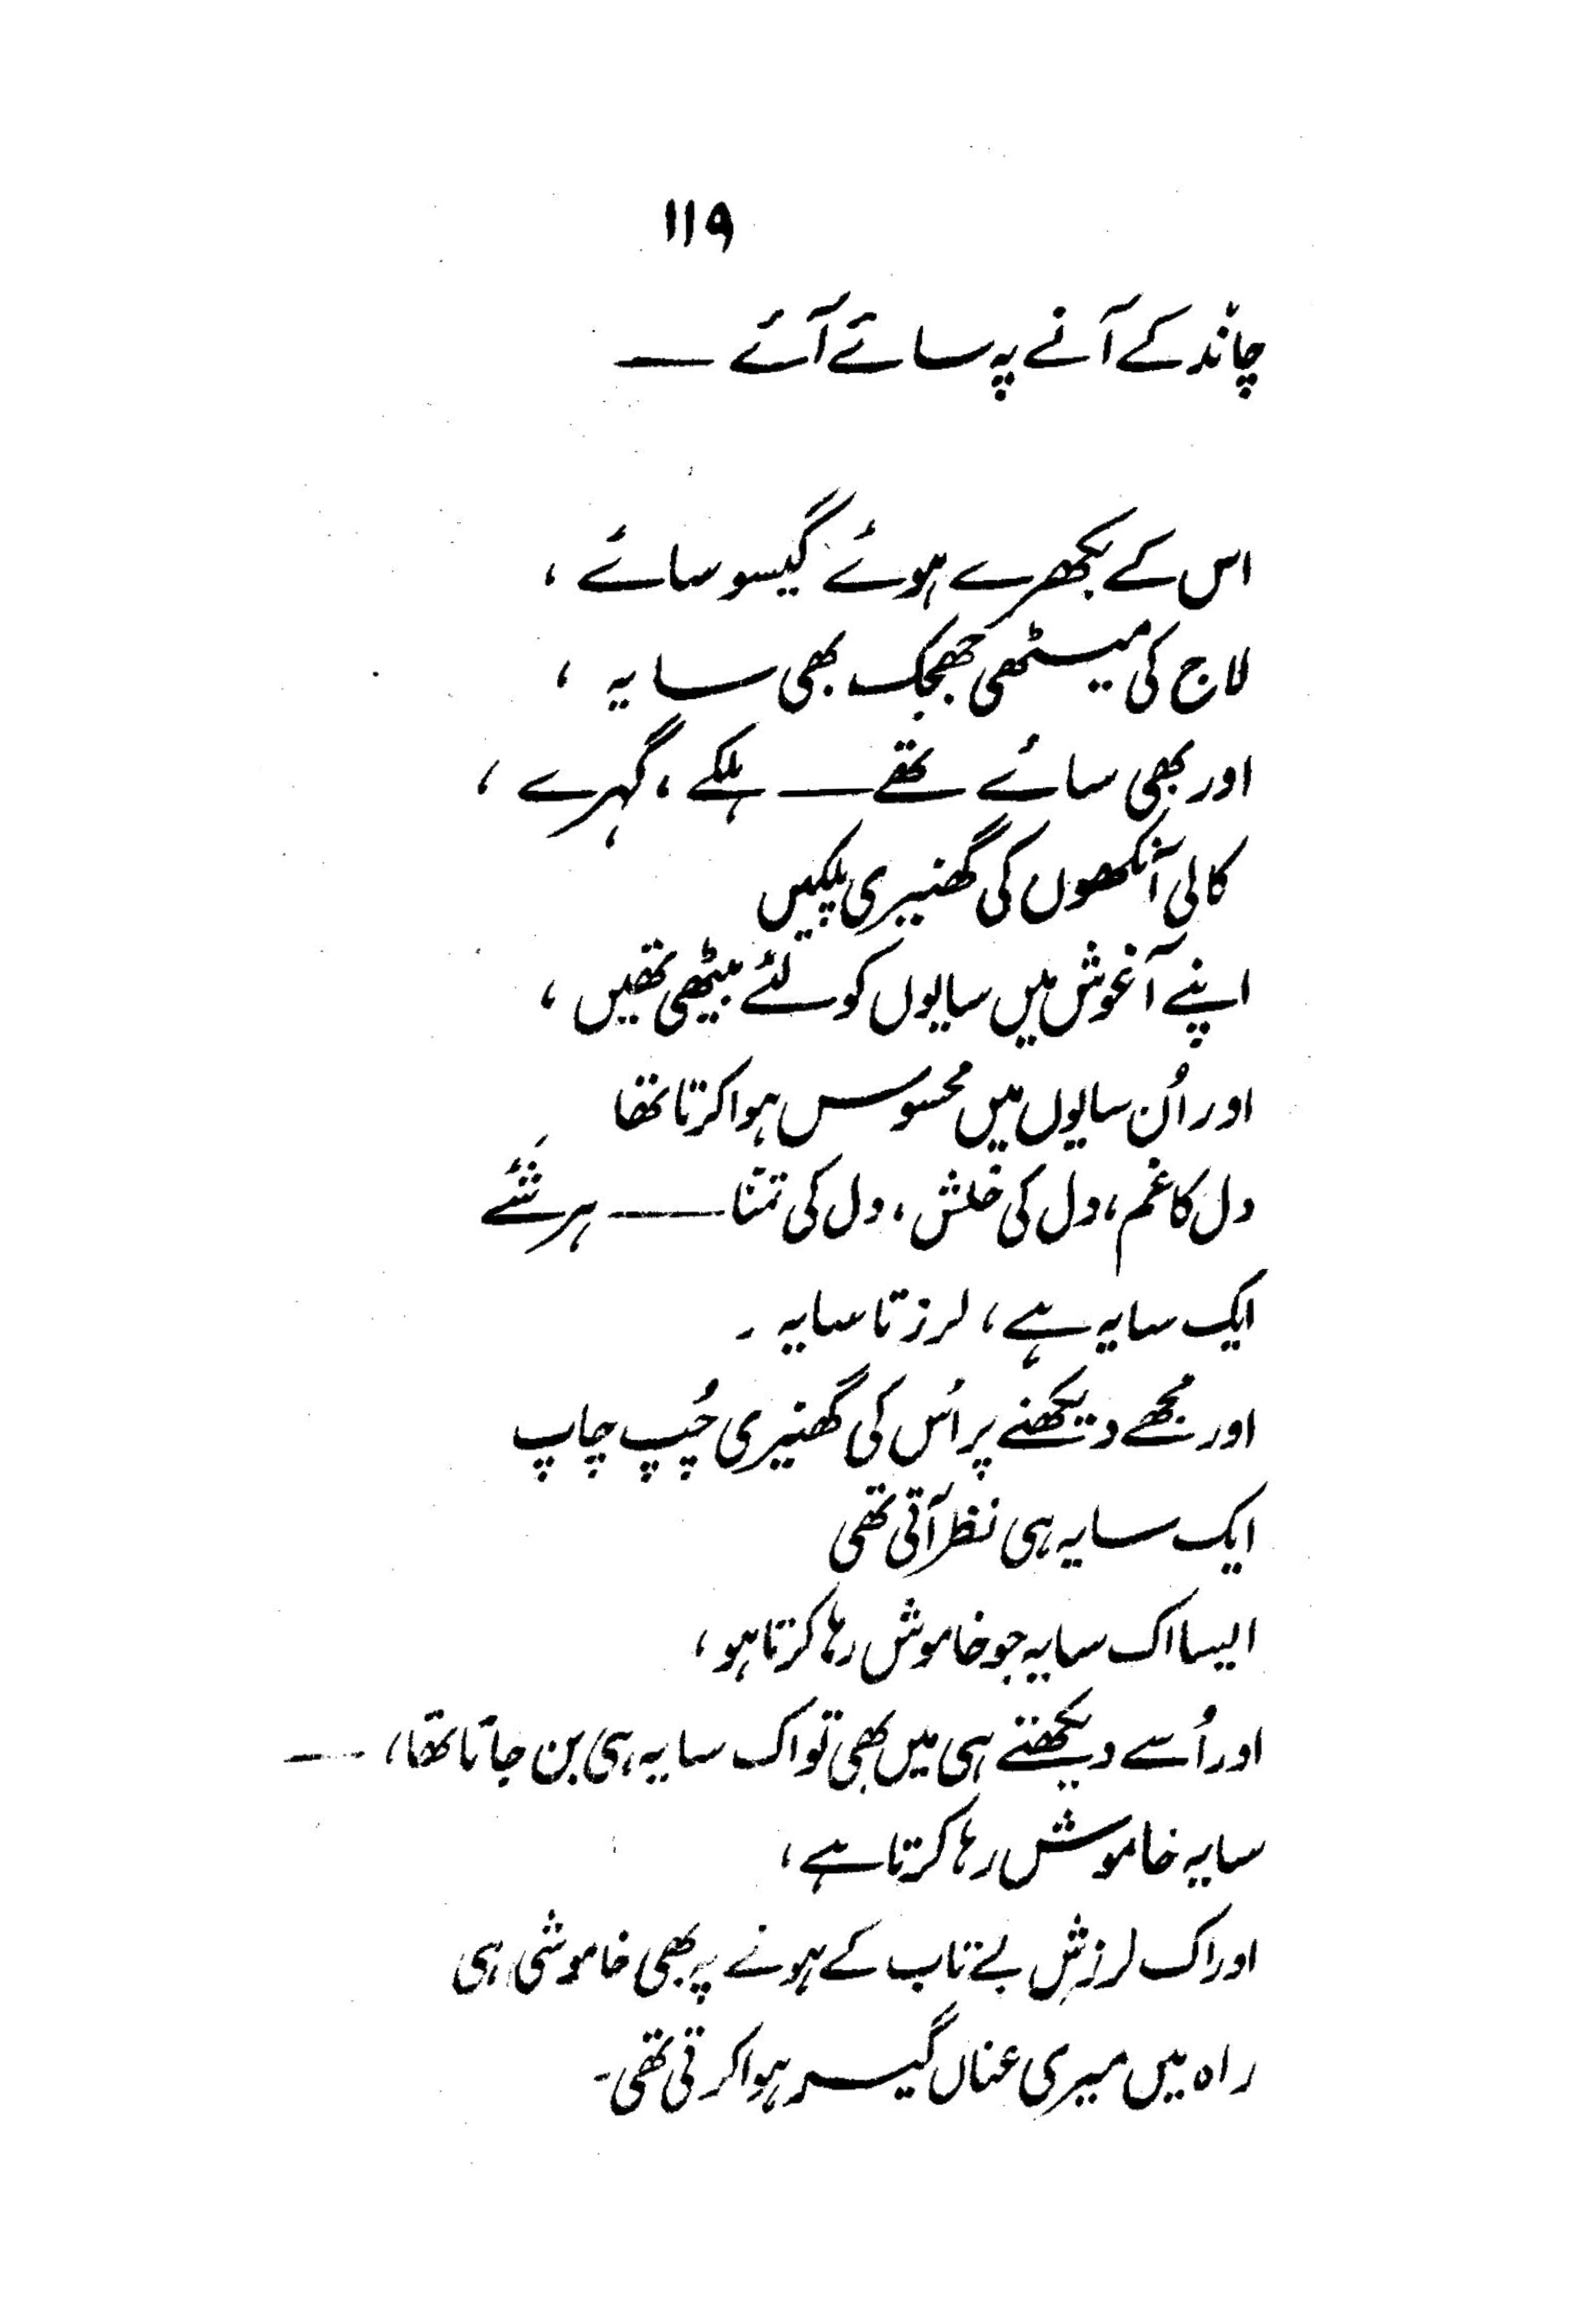 ۱۱۹
چاند کے آنے پہ سائے آئے ——
اس کے بکھرے ہوئے گیسو سائے ،
لاج کی میٹھی جھجک بھی سایہ ،
اور بھی سائے تھے —— ہلکے ، گہرے ،
کالی آنکھوں کی گھنیری پلکیں
اپنے آغوش میں سایوں کو لئے بیٹھی تھیں ،
اور اُن سایوں میں محسوس ہوا کرتا تھا
دل کا غم ، دل کی خلش ، دل کی تمنا —— ہر شَئے
ایک سایہ ہے ، لرزتا سایہ ۔
اور مجھے دیکھنے پر اُس کی گھنیری چُپ چاپ
ایک سایہ ہی نظر آتی تھی
ایسا اک سایہ جو خاموش رہا کرتا ہو ،
اور اُسے دیکھتے ہی میں بھی تو اک سایہ ہی بن جاتا تھا ، ——
سایہ خاموش رہا کرتا ہے ،
اور اک لرزشِ بے تاب کے ہونے پہ بھی خاموشی ہی
راہ میں میری عناں گیر ہوا کرتی تھی ۔